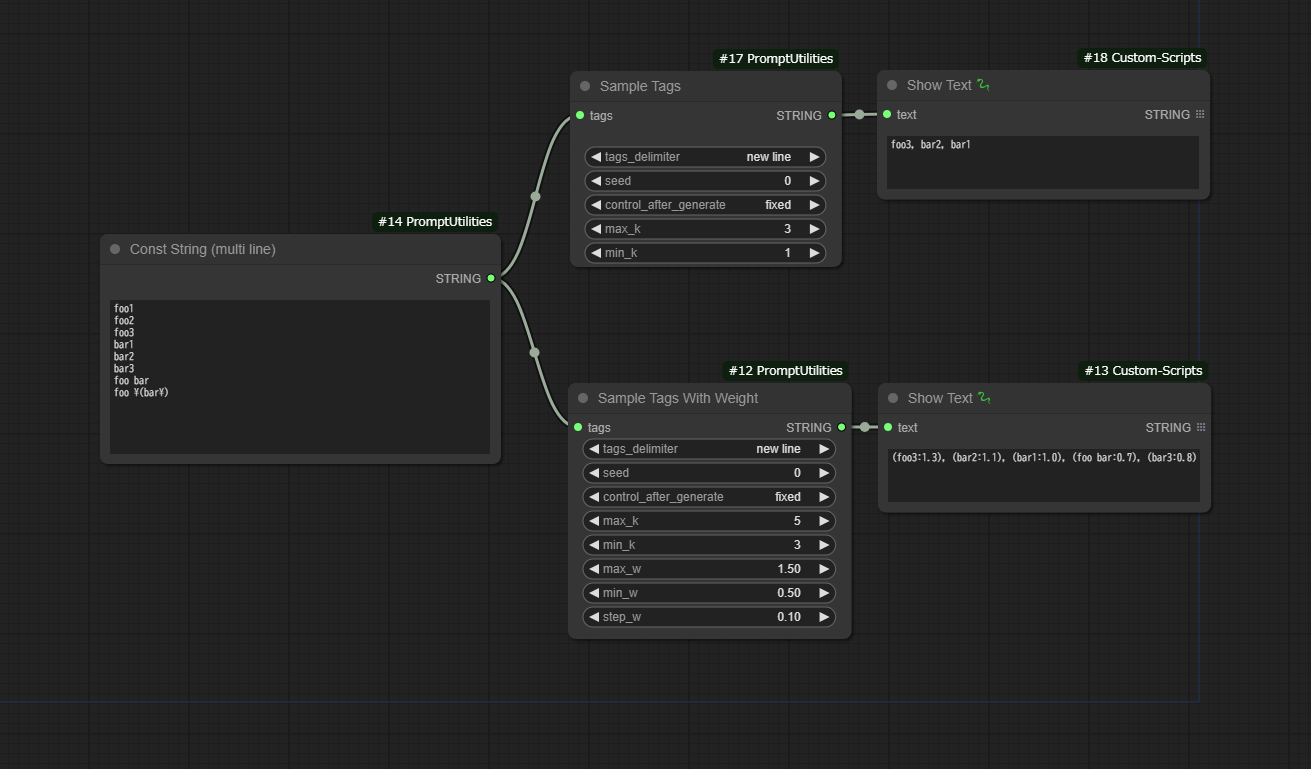 #14 PromptUtilities
Const String (multi line)
STRING
foo1
foo2
foo3
bar1
bar2
bar3
foo bar
foo ¥(bar¥)
#17 PromptUtilities
Sample Tags
tags STRING
tags_delimiter new line
seed 0
control_after_generate fixed
max_k 3
min_k 1
#18 Custom-Scripts
Show Text
text STRING
foo3, bar2, bar1
#12 PromptUtilities
Sample Tags With Weight
tags STRING
tags_delimiter new line
seed 0
control_after_generate fixed
max_k 5
min_k 3
max_w 1.50
min_w 0.50
step_w 0.10
#13 Custom-Scripts
Show Text
text STRING
(foo3:1.3), (bar2:1.1), (bar1:1.0), (foo bar:0.7), (bar3:0.8)